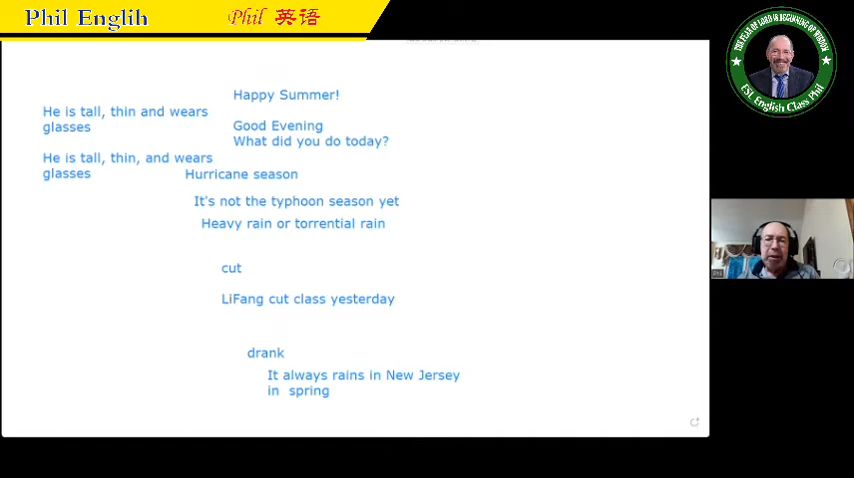 Phil Englih
Phil 英语
THE FEAR OF LORD IS BEGINNING OF WISDOM
ESL English Class Phil
Happy Summer!
He is tall, thin and wears
glasses
Good Evening
What did you do today?
He is tall, thin, and wears
glasses
Hurricane season
It's not the typhoon season yet
Heavy rain or torrential rain
cut
LiFang cut class yesterday
drank
It always rains in New Jersey
in spring